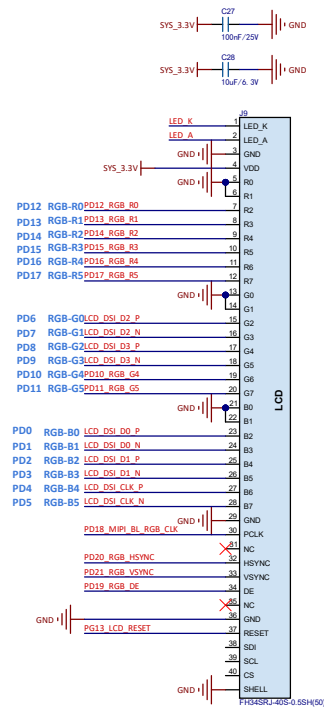 C27
SYS_3.3V GND
100nF/25V
C28
SYS_3.3V GND
10uF/6.3V
J9
LED_K 1 LED_K
LED_A 2 LED_A
GND 3 GND
SYS_3.3V 4 VDD
GND 5 R0
6 R1
PD12 RGB-R0 PD12_RGB_R0 7 R2
PD13 RGB-R1 PD13_RGB_R1 8 R3
PD14 RGB-R2 PD14_RGB_R2 9 R4
PD15 RGB-R3 PD15_RGB_R3 10 R5
PD16 RGB-R4 PD16_RGB_R4 11 R6
PD17 RGB-R5 PD17_RGB_R5 12 R7
GND 13 G0
14 G1
PD6 RGB-G0 LCD_DSI_D2_P 15 G2
PD7 RGB-G1 LCD_DSI_D2_N 16 G3
PD8 RGB-G2 LCD_DSI_D3_P 17 G4
PD9 RGB-G3 LCD_DSI_D3_N 18 G5
PD10 RGB-G4 PD10_RGB_G4 19 G6
PD11 RGB-G5 PD11_RGB_G5 20 G7
GND 21 B0
22 B1
PD0 RGB-B0 LCD_DSI_D0_P 23 B2
PD1 RGB-B1 LCD_DSI_D0_N 24 B3
PD2 RGB-B2 LCD_DSI_D1_P 25 B4
PD3 RGB-B3 LCD_DSI_D1_N 26 B5
PD4 RGB-B4 LCD_DSI_CLK_P 27 B6
PD5 RGB-B5 LCD_DSI_CLK_N 28 B7
GND 29 GND
PD18_MIPI_BL_RGB_CLK 30 PCLK
31 NC
PD20_RGB_HSYNC 32 HSYNC
PD21_RGB_VSYNC 33 VSYNC
PD19_RGB_DE 34 DE
35 NC
GND 36 GND
PG13_LCD_RESET 37 RESET
38 SDI
39 SCL
40 CS
GND SHELL
LCD
FH34SRJ-40S-0.5SH(50)